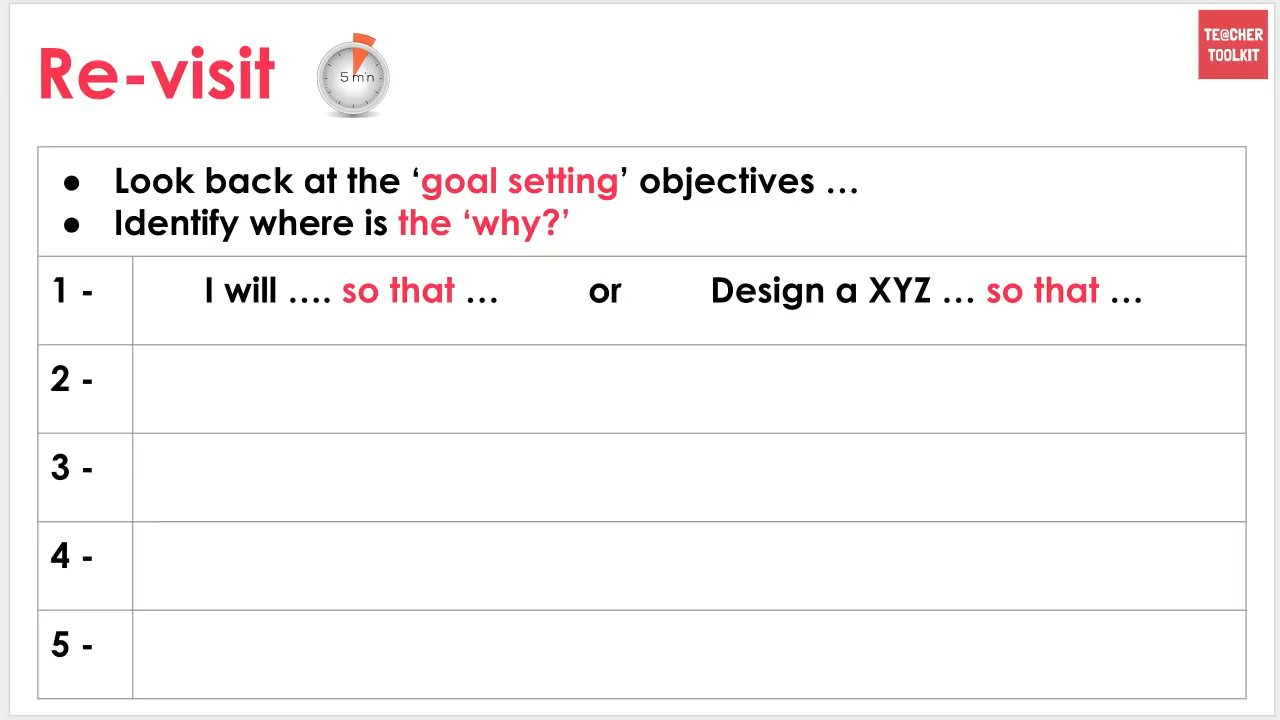 Re-visit
5 min
TE@CHER
TOOLKIT
● Look back at the ‘goal setting’ objectives …
● Identify where is the ‘why?’
1 - I will …. so that … or Design a XYZ … so that …
2 -
3 -
4 -
5 -